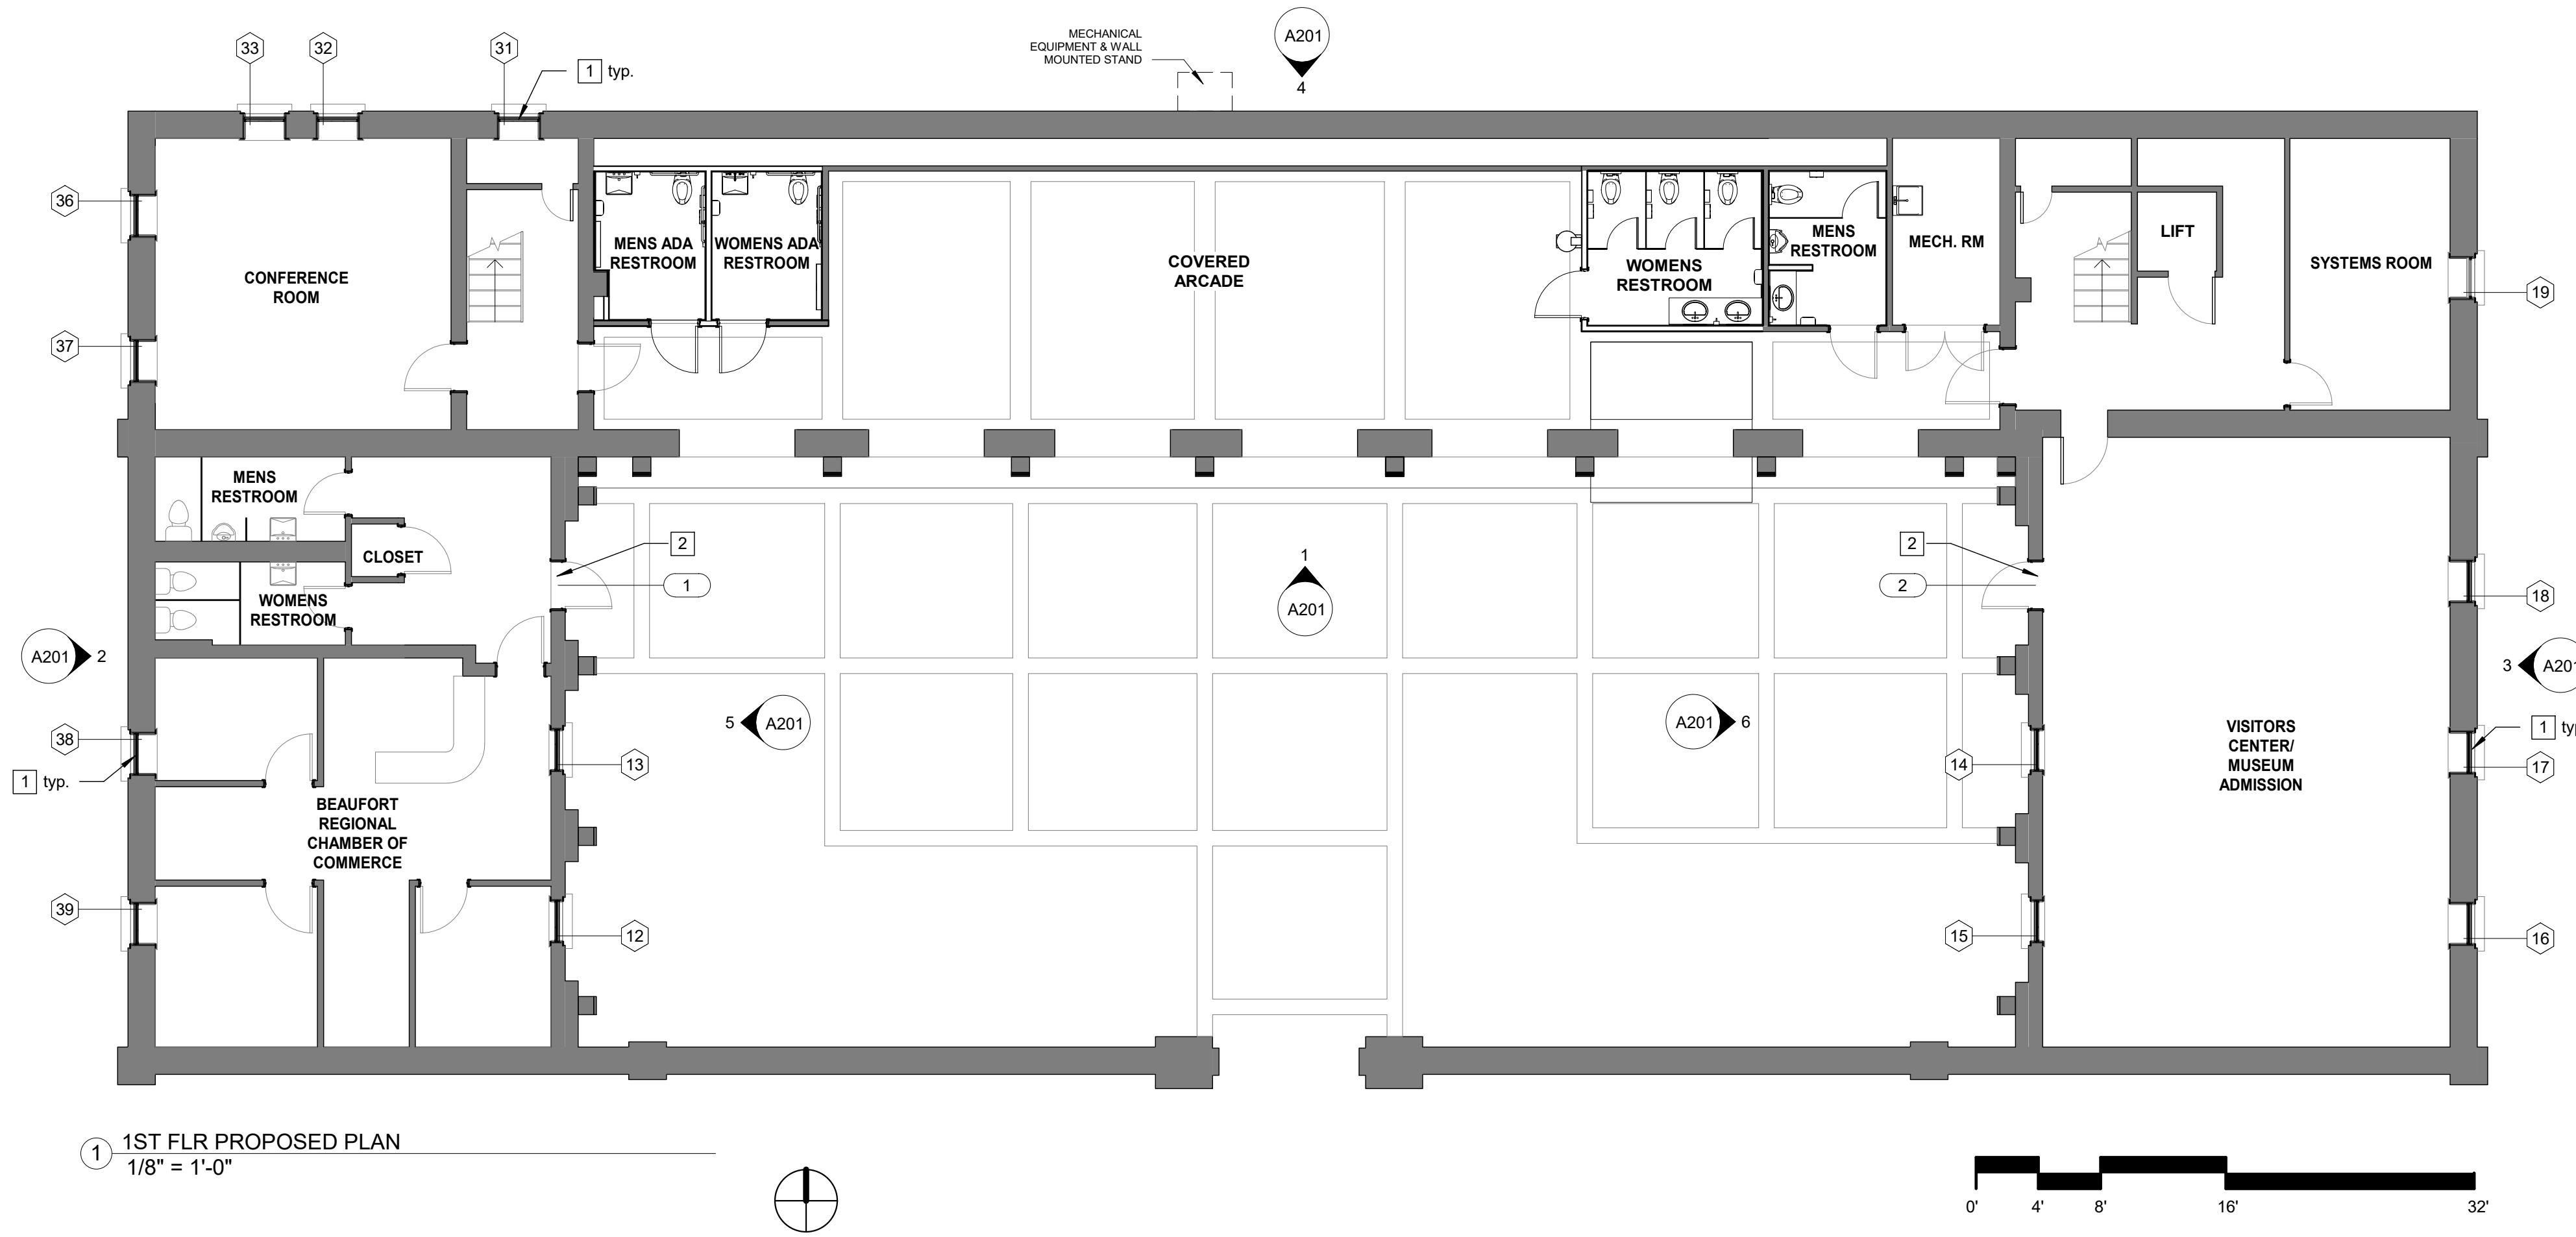 33
32
31
1 typ.
MECHANICAL
EQUIPMENT & WALL
MOUNTED STAND
A201
4
36
37
CONFERENCE
ROOM
MENS ADA
RESTROOM
WOMENS ADA
RESTROOM
COVERED
ARCADE
WOMENS
RESTROOM
MENS
RESTROOM
MECH. RM
LIFT
SYSTEMS ROOM
19
MENS
RESTROOM
CLOSET
WOMENS
RESTROOM
2
1
1
A201
2
2
18
A201
2
3
A201
38
1 typ.
5
A201
A201
6
13
14
VISITORS
CENTER/
MUSEUM
ADMISSION
1
17
BEAUFORT
REGIONAL
CHAMBER OF
COMMERCE
39
12
15
16
1
1ST FLR PROPOSED PLAN
1/8" = 1'-0"
0'
4'
8'
16'
32'